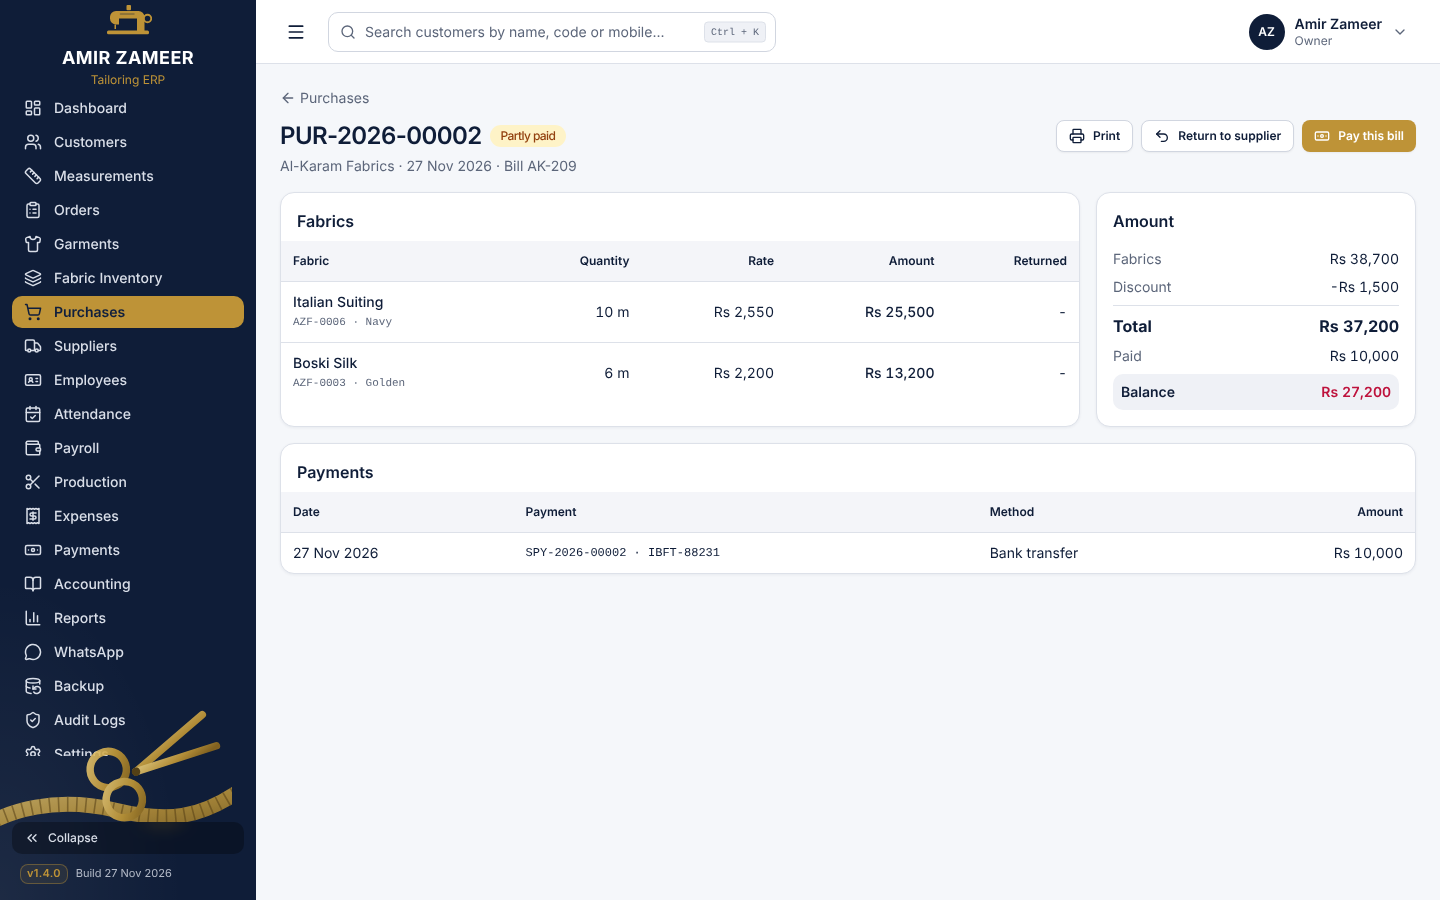 AMIR ZAMEER
Tailoring ERP
Dashboard
Customers
Measurements
Orders
Garments
Fabric Inventory
Purchases
Suppliers
Employees
Attendance
Payroll
Production
Expenses
Payments
Accounting
Reports
WhatsApp
Backup
Audit Logs
Settings
Collapse
v1.4.0 Build 27 Nov 2026
Search customers by name, code or mobile... Ctrl + K
AZ Amir Zameer
Owner
Purchases
PUR-2026-00002 Partly paid
Print Return to supplier Pay this bill
Al-Karam Fabrics · 27 Nov 2026 · Bill AK-209
Fabrics
Fabric Quantity Rate Amount Returned
Italian Suiting 10 m Rs 2,550 Rs 25,500 -
AZF-0006 · Navy
Boski Silk 6 m Rs 2,200 Rs 13,200 -
AZF-0003 · Golden
Amount
Fabrics Rs 38,700
Discount -Rs 1,500
Total Rs 37,200
Paid Rs 10,000
Balance Rs 27,200
Payments
Date Payment Method Amount
27 Nov 2026 SPY-2026-00002 · IBFT-88231 Bank transfer Rs 10,000